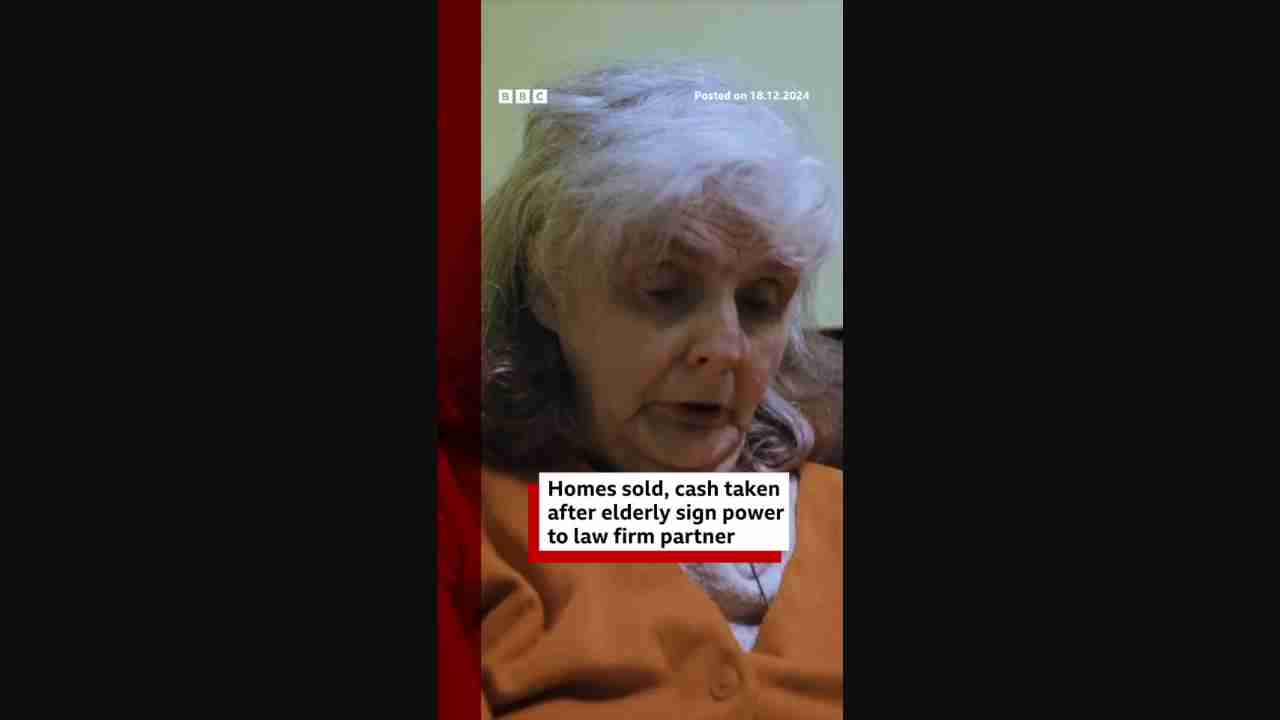 BBC
Posted on 18.12.2024
Homes sold, cash taken
after elderly sign power
to law firm partner